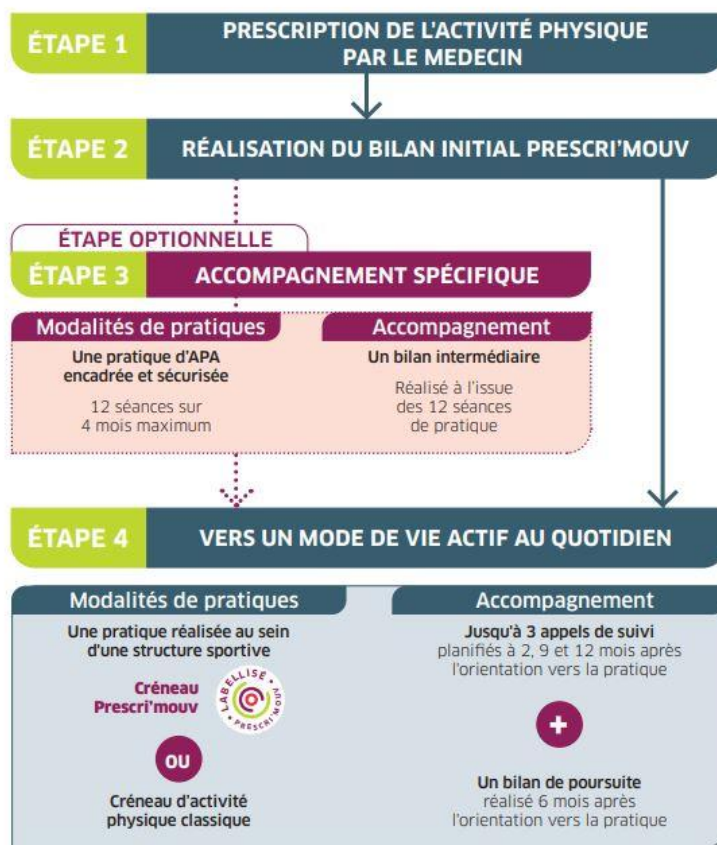 ÉTAPE 1
PRESCRIPTION DE L'ACTIVITÉ PHYSIQUE
PAR LE MEDECIN
ÉTAPE 2
RÉALISATION DU BILAN INITIAL PRESCRI'MOUV
ÉTAPE OPTIONNELLE
ÉTAPE 3
ACCOMPAGNEMENT SPÉCIFIQUE
Modalités de pratiques
Une pratique d'APA
encadrée et sécurisée
12 séances sur
4 mois maximum
Accompagnement
Un bilan intermédiaire
Réalisé à l'issue
des 12 séances
de pratique
ÉTAPE 4
VERS UN MODE DE VIE ACTIF AU QUOTIDIEN
Modalités de pratiques
Une pratique réalisée au sein
d'une structure sportive
Créneau
Prescri'mouv
LABELLISÉ
PRESCRI'MOUV
OU
Créneau d'activité
physique classique
Accompagnement
Jusqu'à 3 appels de suivi
planifiés à 2, 9 et 12 mois après
l'orientation vers la pratique
+
Un bilan de poursuite
réalisé 6 mois après
l'orientation vers la pratique